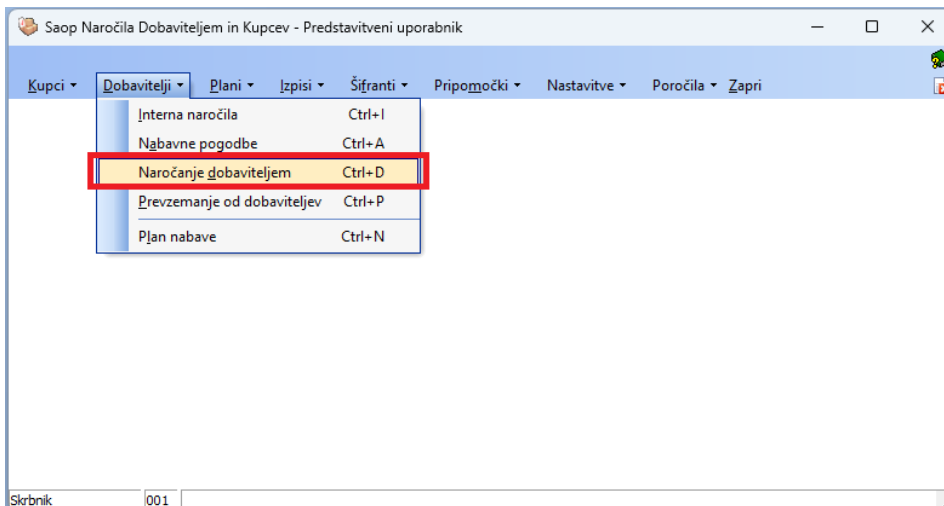 Saop Naročila Dobaviteljem in Kupcev - Predstavitveni uporabnik
Kupci Dobavitelji Plani Izpisi Šifranti Pripomočki Nastavitve Poročila Zapri
Interna naročila Ctrl+I
Nabavne pogodbe Ctrl+A
Naročanje dobaviteljem Ctrl+D
Prevzemanje od dobaviteljev Ctrl+P
Plan nabave Ctrl+N
Skrbnik 001